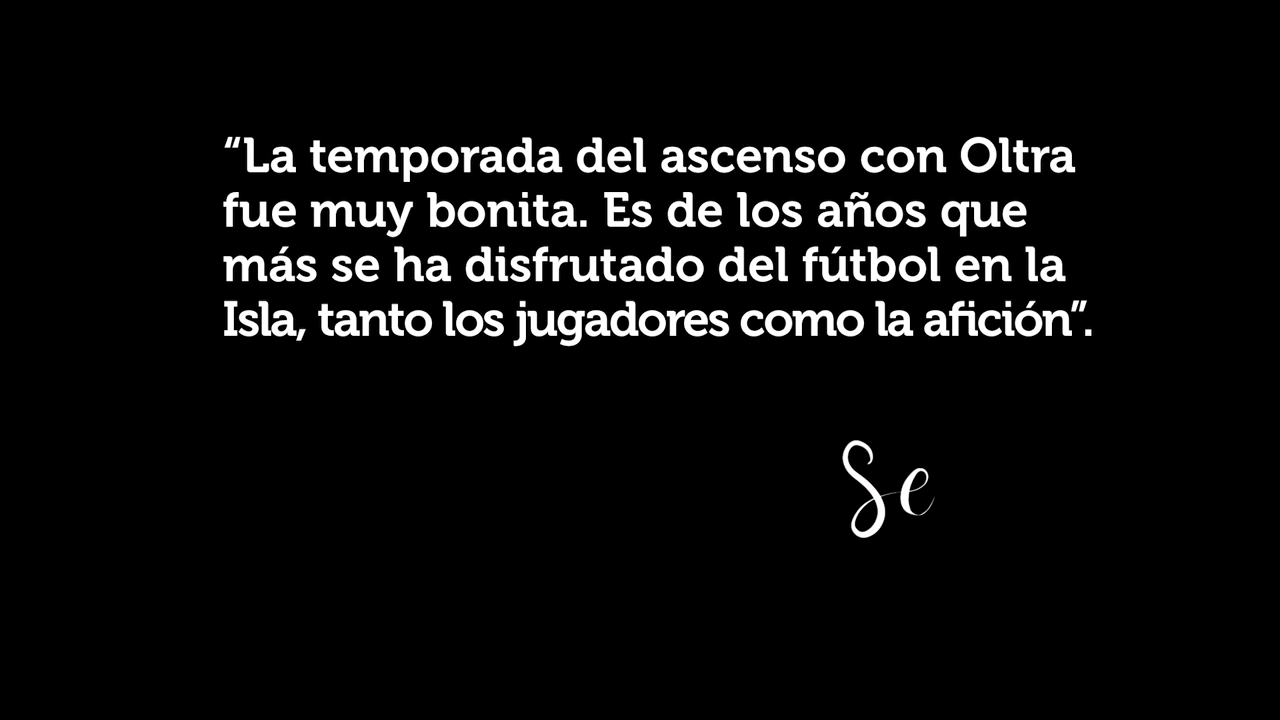 “La temporada del ascenso con Oltra
fue muy bonita. Es de los años que
más se ha disfrutado del fútbol en la
Isla, tanto los jugadores como la afición”.
Se